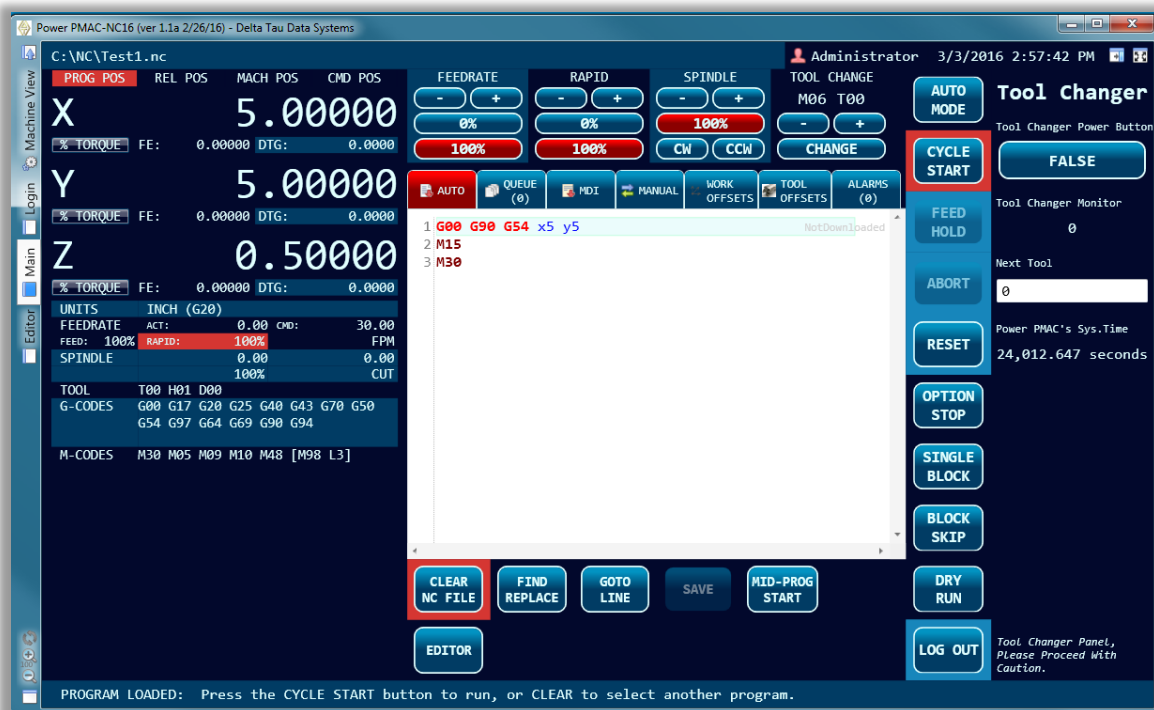 Power PMAC-NC16 (ver 1.1a 2/26/16) - Delta Tau Data Systems
C:\NC\Test1.nc
Administrator 3/3/2016 2:57:42 PM
Machine View
Login
Main
Editor
PROG POS REL POS MACH POS CMD POS
X 5.00000
% TORQUE FE: 0.00000 DTG: 0.0000
Y 5.00000
% TORQUE FE: 0.00000 DTG: 0.0000
Z 0.50000
% TORQUE FE: 0.00000 DTG: 0.0000
UNITS INCH (G20)
FEEDRATE ACT: 0.00 CMD: 30.00
FEED: 100% RAPID: 100% FPM
SPINDLE 0.00 0.00
100% CUT
TOOL T00 H01 D00
G-CODES G00 G17 G20 G25 G40 G43 G70 G50
G54 G97 G64 G69 G90 G94
M-CODES M30 M05 M09 M10 M48 [M98 L3]
FEEDRATE
- +
0%
100%
RAPID
- +
0%
100%
SPINDLE
- +
100%
CW CCW
TOOL CHANGE
M06 T00
- +
CHANGE
AUTO
QUEUE
(0)
MDI
MANUAL
WORK
OFFSETS
TOOL
OFFSETS
ALARMS
(0)
1 G00 G90 G54 x5 y5 NotDownloaded
2 M15
3 M30
CLEAR
NC FILE
FIND
REPLACE
GOTO
LINE
SAVE
MID-PROG
START
EDITOR
AUTO
MODE
CYCLE
START
FEED
HOLD
ABORT
RESET
OPTION
STOP
SINGLE
BLOCK
BLOCK
SKIP
DRY
RUN
LOG OUT
Tool Changer
Tool Changer Power Button
FALSE
Tool Changer Monitor
0
Next Tool
0
Power PMAC's Sys.Time
24,012.647 seconds
Tool Changer Panel,
Please Proceed With
Caution.
PROGRAM LOADED: Press the CYCLE START button to run, or CLEAR to select another program.